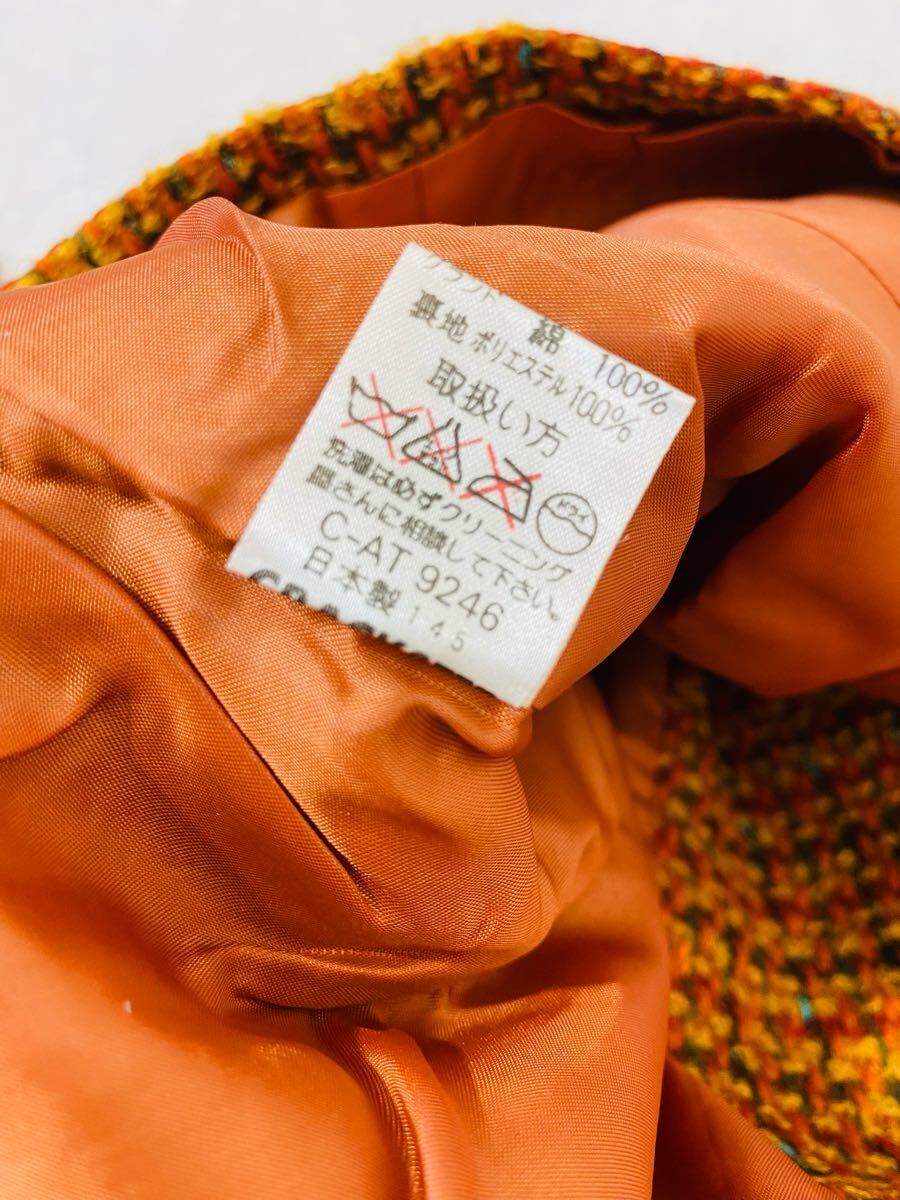 綿 100%
裏地 ポリエステル 100%
取扱い方
ドライ
洗濯は必ずクリーニング
屋さんに相談して下さい。
C-AT 9246
日本製 145